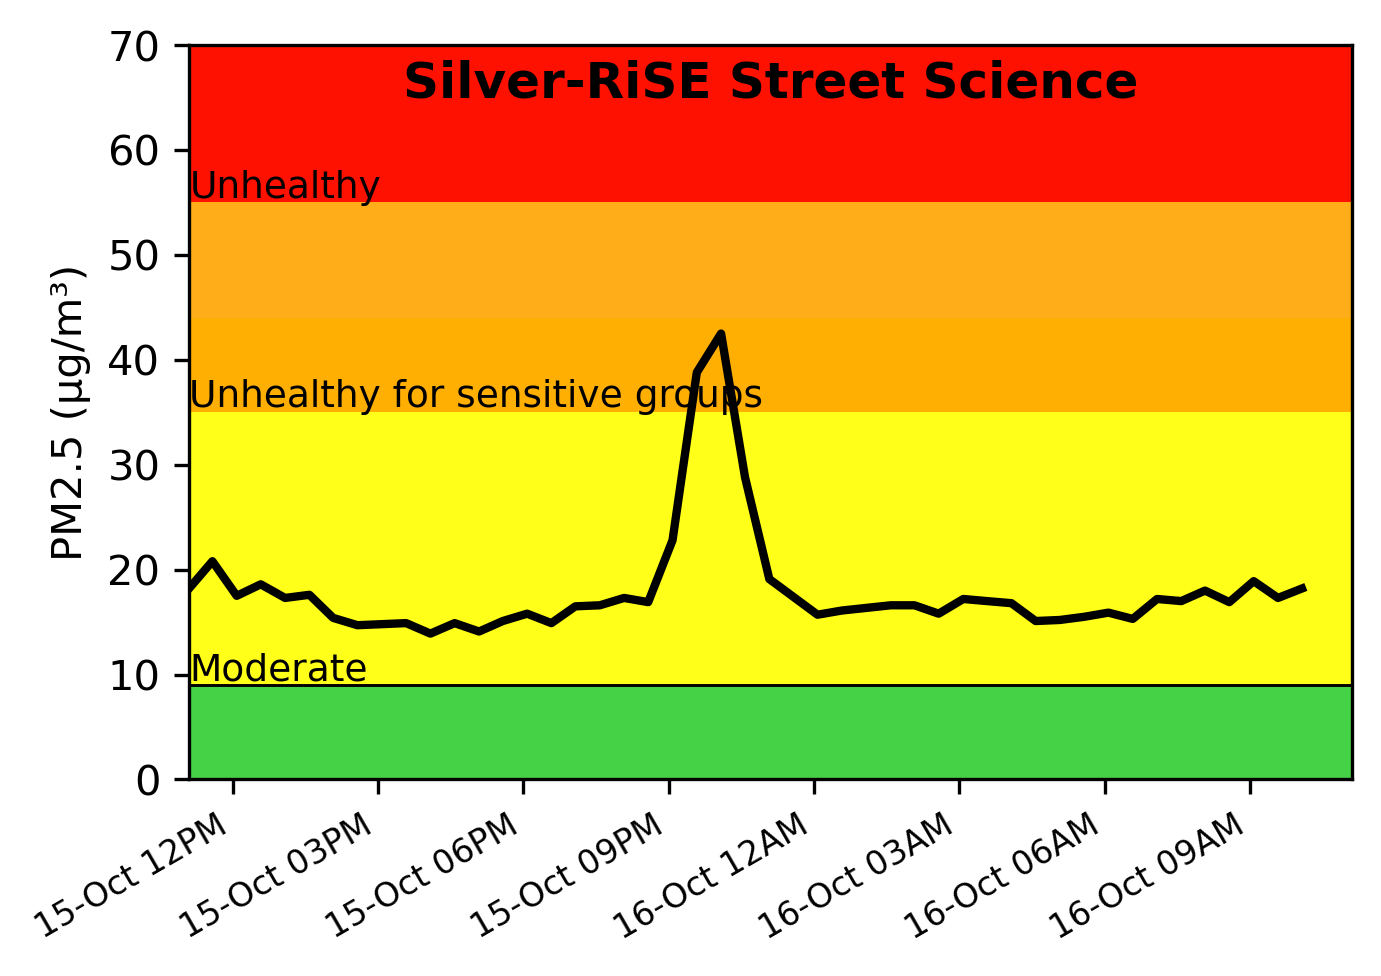 Silver-RiSE Street Science
70
60
Unhealthy
50
40
Unhealthy for sensitive groups
30
20
10
Moderate
0
PM2.5 (µg/m³)
15-Oct 12PM
15-Oct 03PM
15-Oct 06PM
15-Oct 09PM
16-Oct 12AM
16-Oct 03AM
16-Oct 06AM
16-Oct 09AM